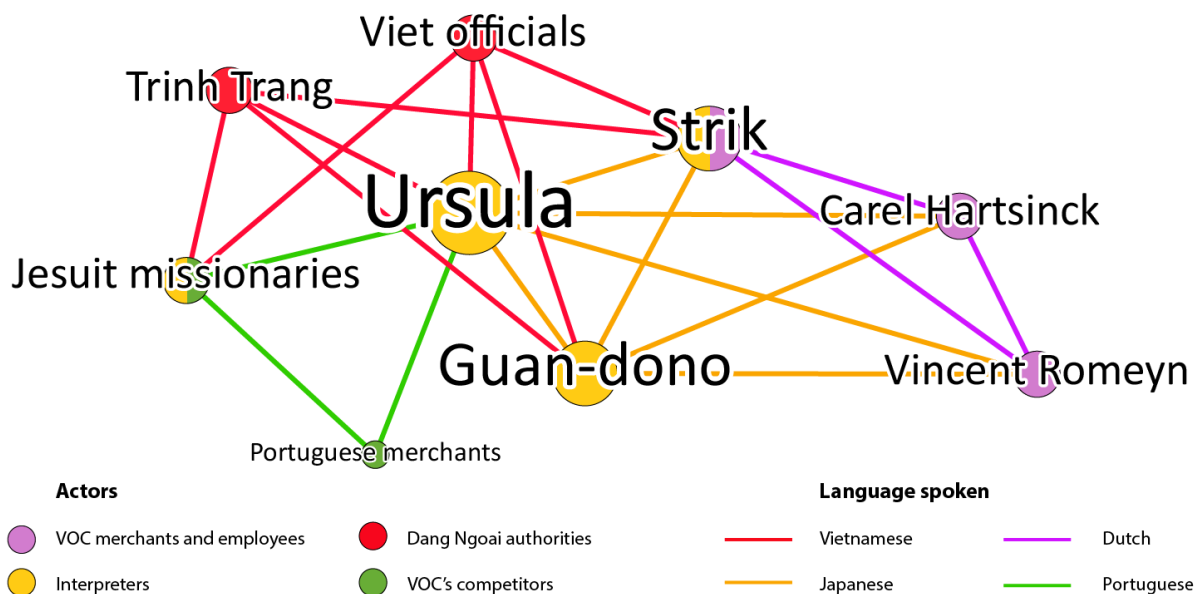 Viet officials
Trinh Trang
Strik
Ursula
Carel Hartsinck
Jesuit missionaries
Guan-dono
Vincent Romeyn
Portuguese merchants
Actors
Language spoken
VOC merchants and employees
Dang Ngoai authorities
Vietnamese
Dutch
Interpreters
VOC's competitors
Japanese
Portuguese